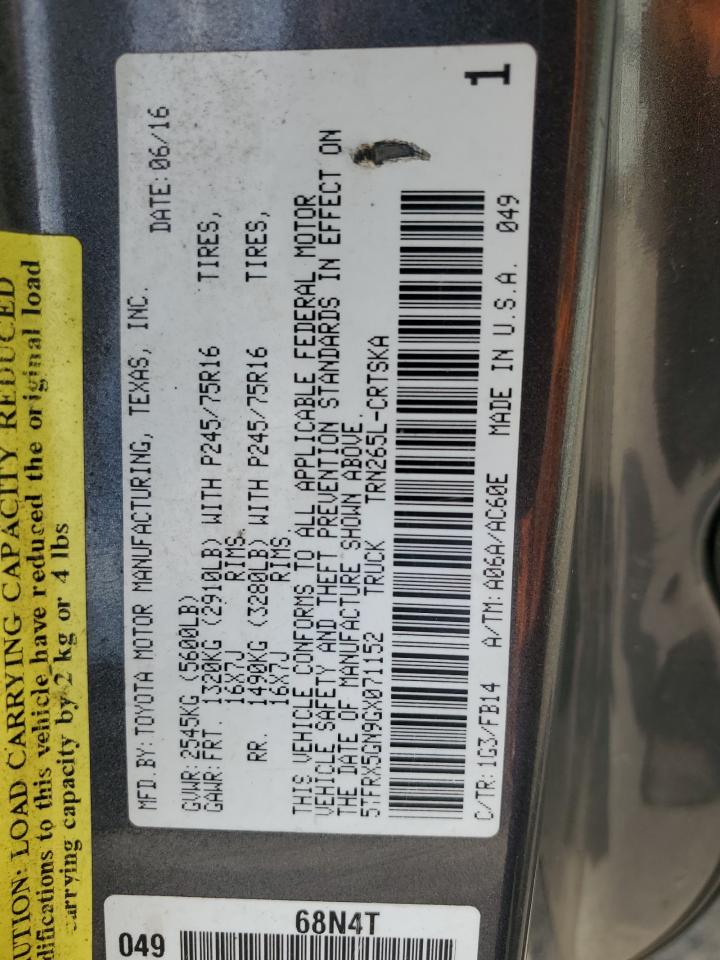 UTION: LOAD CARRYING CAPACITY REDUCED
difications to this vehicle have reduced the original load
carrying capacity by 2 kg or 4 lbs
MFD.BY:TOYOTA MOTOR MANUFACTURING, TEXAS, INC. DATE:06/16
GVWR:2545KG (5600LB)
GAWR:FRT. 1320KG (2910LB) WITH P245/75R16 TIRES,
16X7J RIMS.
RR. 1490KG (3280LB) WITH P245/75R16 TIRES,
16X7J RIMS.
THIS VEHICLE CONFORMS TO ALL APPLICABLE FEDERAL MOTOR
VEHICLE SAFETY AND THEFT PREVENTION STANDARDS IN EFFECT ON
THE DATE OF MANUFACTURE SHOWN ABOVE.
5TFRX5GN9GX071152 TRUCK TRN265L-CRTSKA
1
C/TR:1G3/FB14 A/TM:A06A/AC60E MADE IN U.S.A. 049
68N4T
049